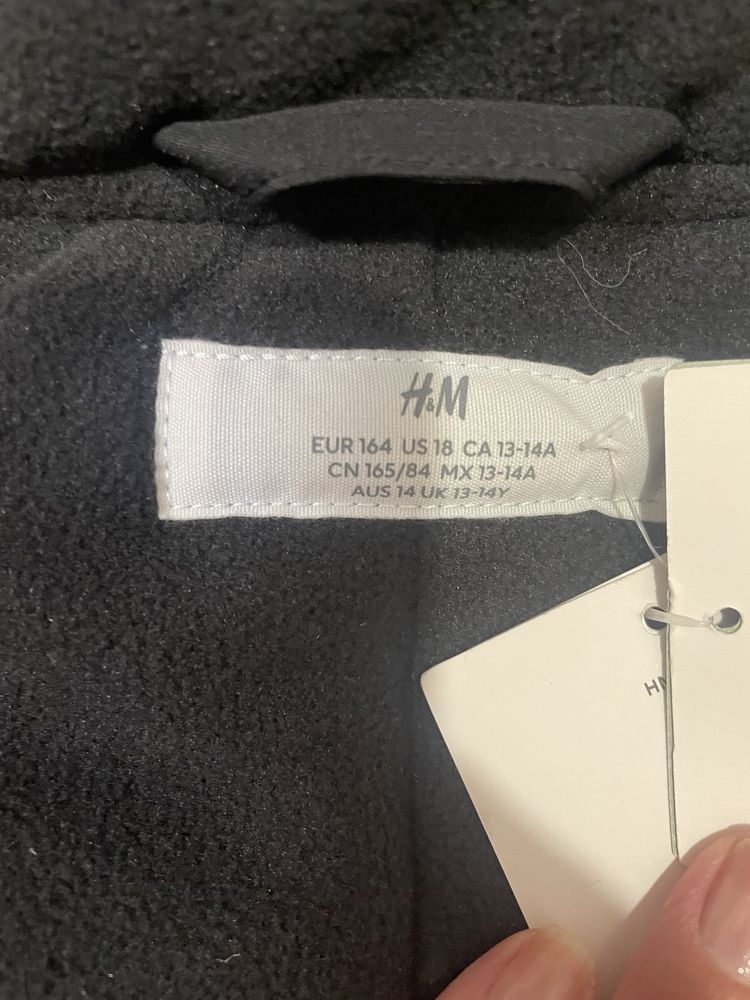 H&M
EUR 164 US 18 CA 13-14A
CN 165/84 MX 13-14A
AUS 14 UK 13-14Y